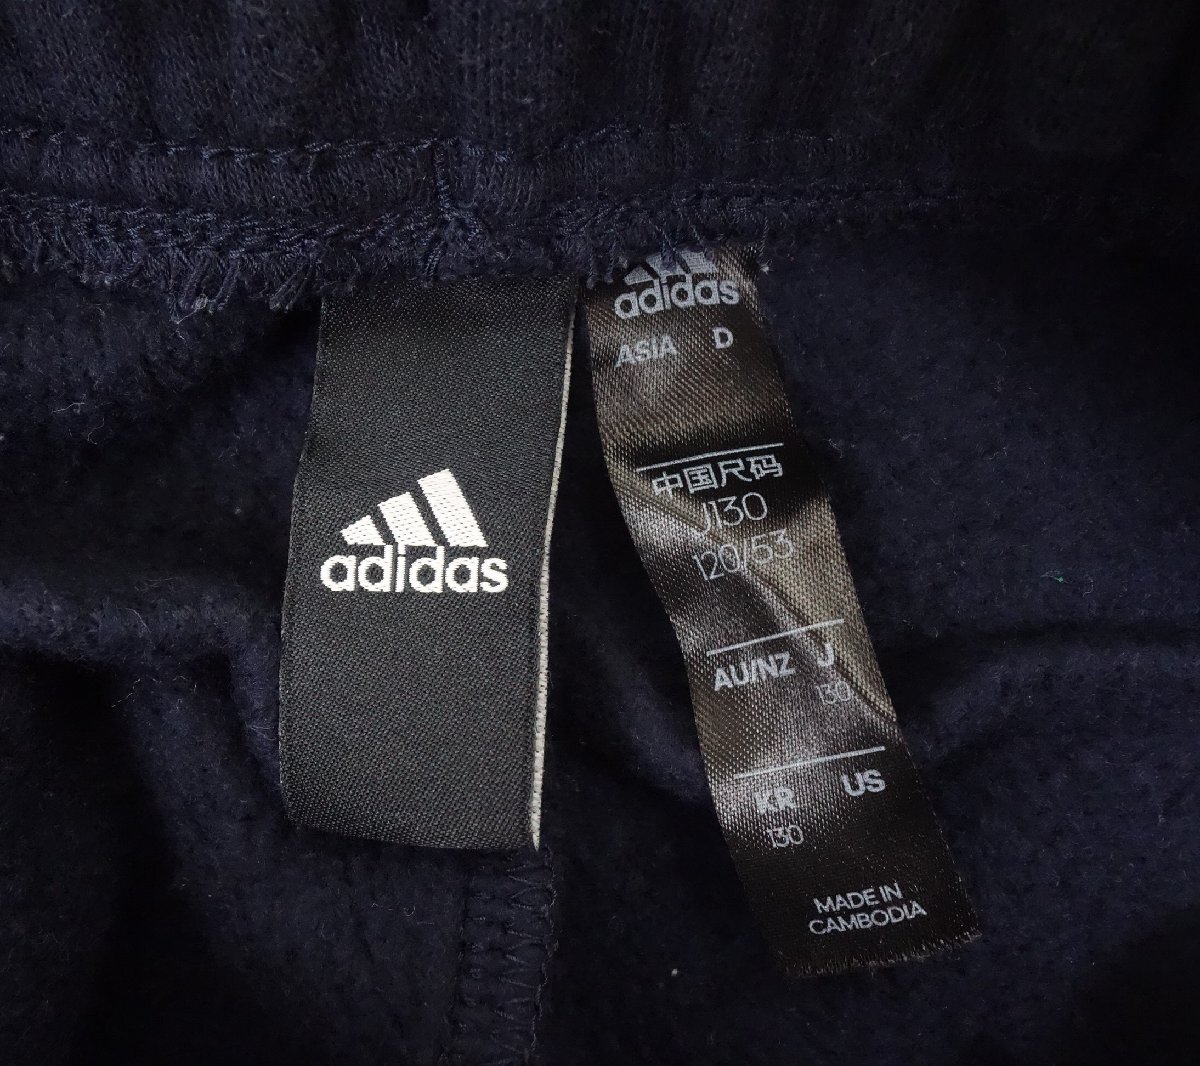 adidas
adidas
ASIA D
中国尺码
J130
120/53
AU/NZ J
130
KR US
130
MADE IN
CAMBODIA